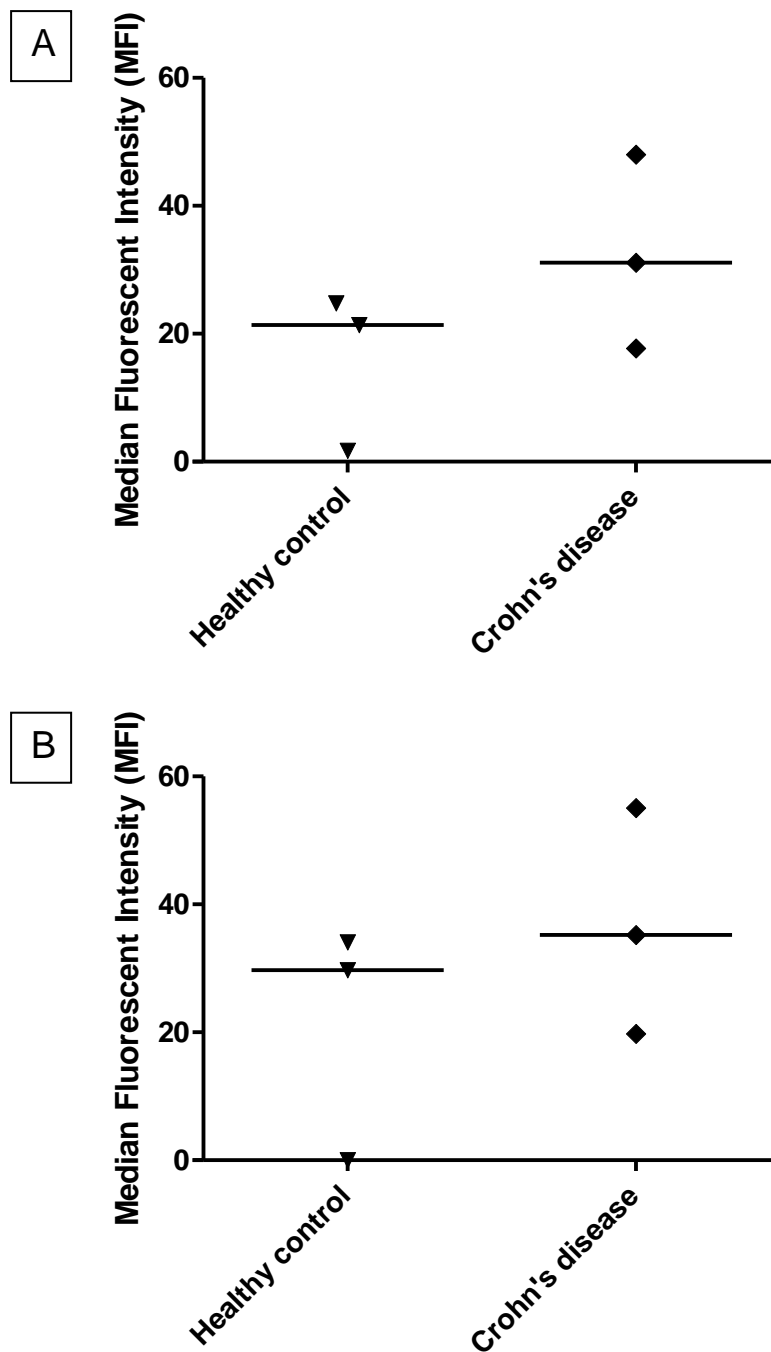 A
Median Fluorescent Intensity (MFI)
60
40
20
0
Healthy control
Crohn's disease
B
Median Fluorescent Intensity (MFI)
60
40
20
0
Healthy control
Crohn's disease